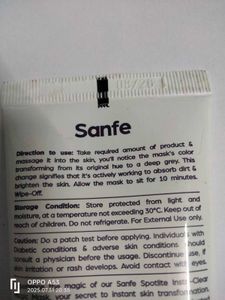 Sanfe
Direction to use: Take required amount of product &
massage it into the skin, you'll notice the mask's color
transforming from its original hue to a deep grey. This
change signifies that it's actively working to absorb dirt &
brighten the skin. Allow the mask to sit for 10 minutes.
Wipe-Off.
Storage Condition: Store protected from light and
moisture, at a temperature not exceeding 30°C. Keep out of
reach of children. Do not refrigerate. For External Use only.
Caution: Do a patch test before applying. Individuals with
Diabetic conditions & adverse skin conditions should
consult a physician before the usage. Discontinue use, if
skin irritation or rash develops. Avoid contact with eyes.
magic of our Sanfe Spotlite
your secret to instant skin transformation.
OPPO A53